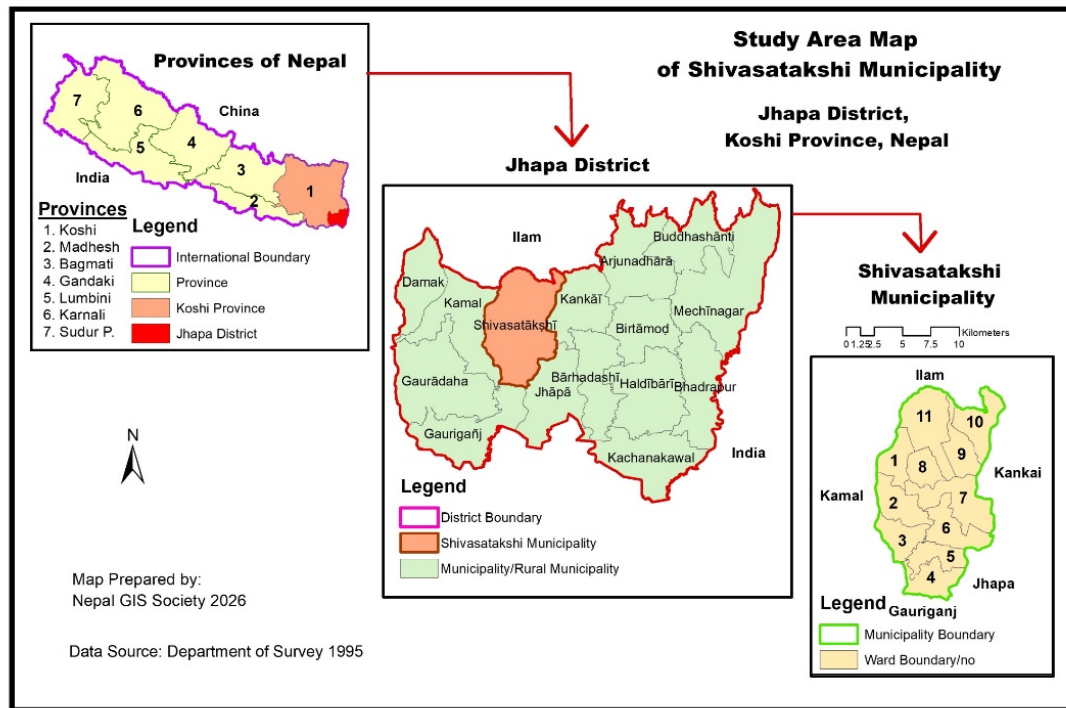 Study Area Map
of Shivasatakshi Municipality
Jhapa District,
Koshi Province, Nepal
Provinces of Nepal
China
India
7
6
5
4
3
2
1
Provinces
1. Koshi
2. Madhesh
3. Bagmati
4. Gandaki
5. Lumbini
6. Karnali
7. Sudur P.
Legend
International Boundary
Province
Koshi Province
Jhapa District
Jhapa District
Ilam
Buddhashānti
Arjunadhārā
Damak
Kamal
Kankāī
Mechīnagar
Shivasatākshī
Birtāmod
Gaurādaha
Bārhadashī
Haldībārī
Bhadrapur
Jhāpā
Gauriganj
Kachanakawal
India
Legend
District Boundary
Shivasatakshi Municipality
Municipality/Rural Municipality
Shivasatakshi
Municipality
Kilometers
0 1.25 2.5 5 7.5 10
Ilam
11
10
1
8
9
Kankai
Kamal
2
7
3
6
5
4
Jhapa
Gauriganj
Legend
Municipality Boundary
Ward Boundary/no
N
Map Prepared by:
Nepal GIS Society 2026
Data Source: Department of Survey 1995